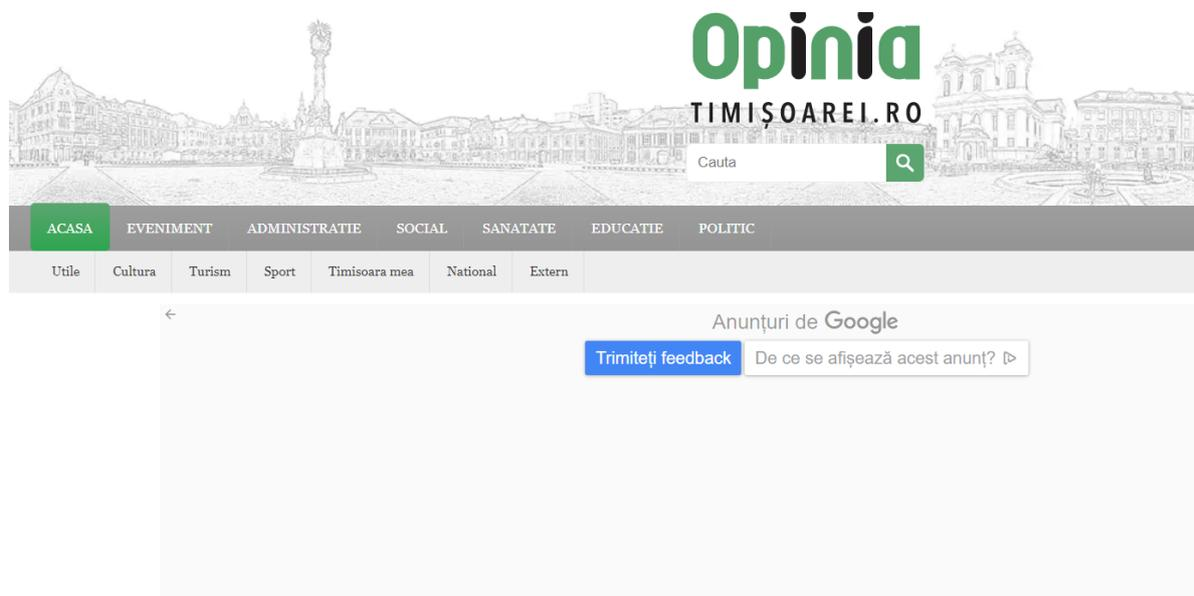 Opinia
TIMIȘOAREI.RO
Cauta
ACASA EVENIMENT ADMINISTRATIE SOCIAL SANATATE EDUCATIE POLITIC
Utile Cultura Turism Sport Timisoara mea National Extern
Anunțuri de Google
Trimiteți feedback De ce se afișează acest anunț?